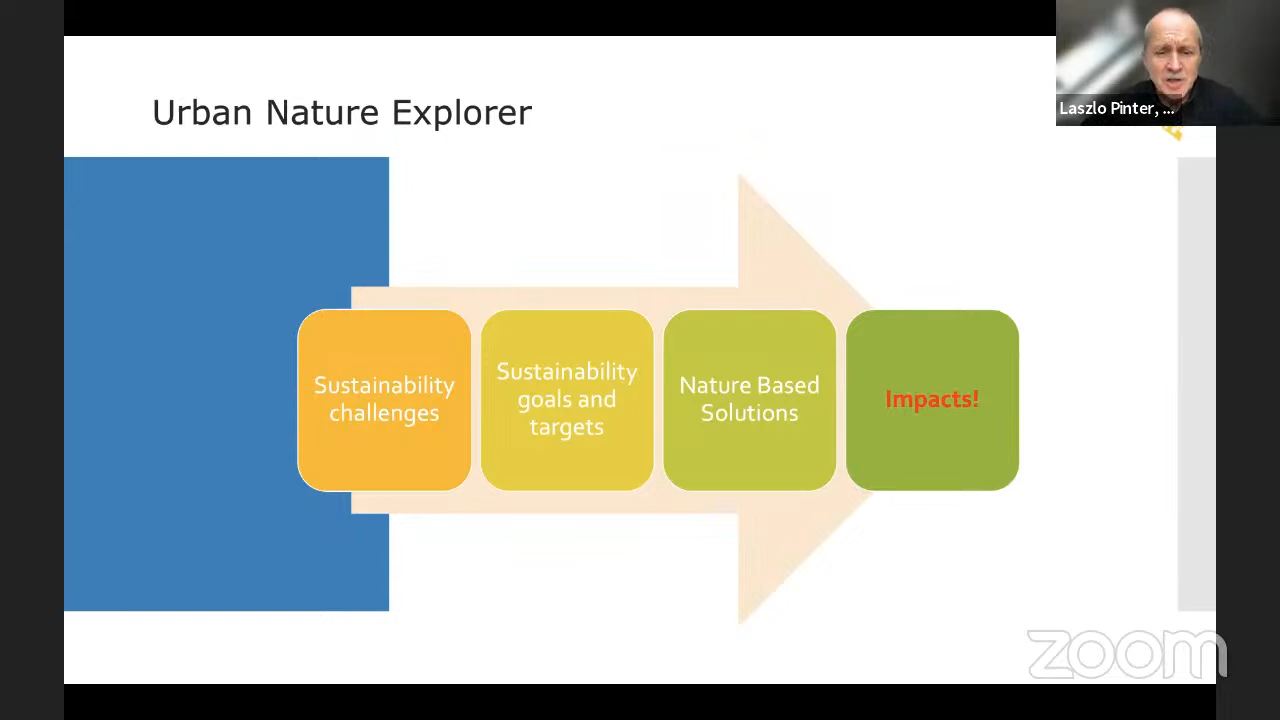 Urban Nature Explorer
Laszlo Pinter, ...
Sustainability
challenges
Sustainability
goals and
targets
Nature Based
Solutions
Impacts!
zoom